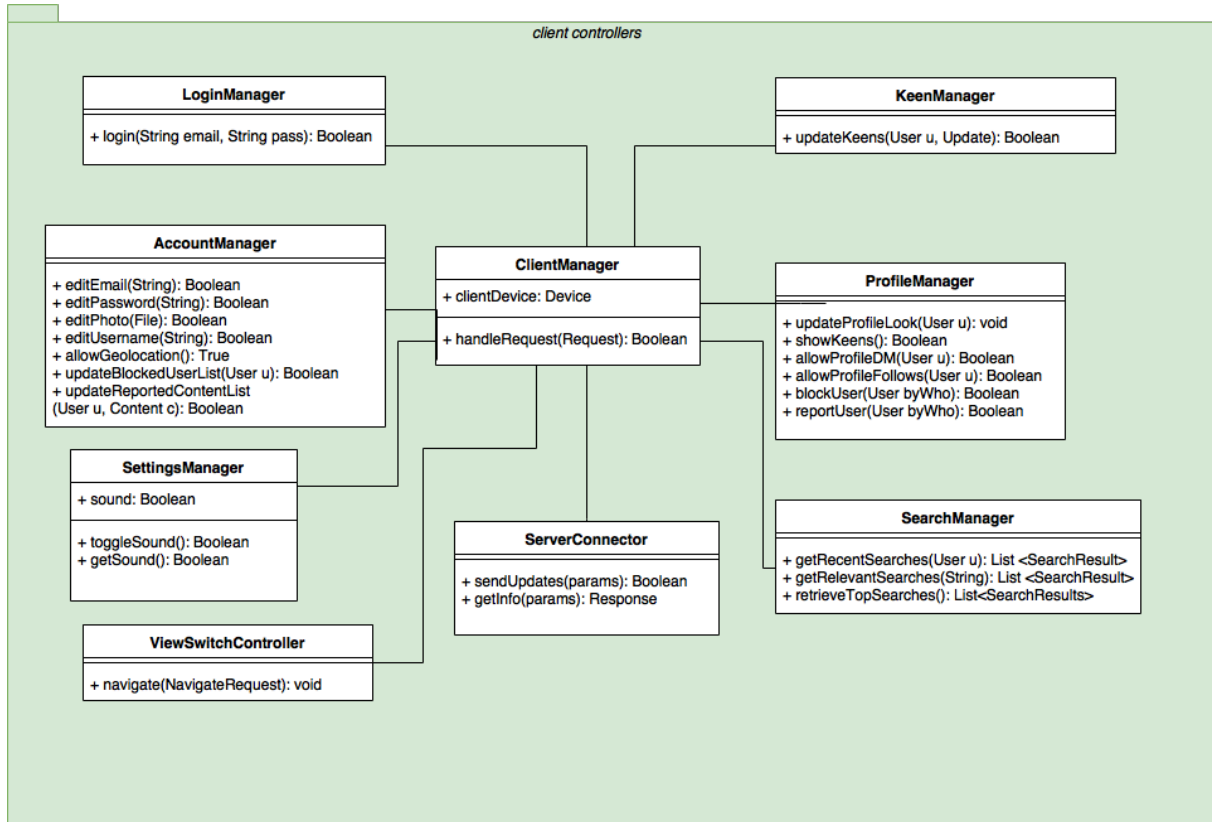 client controllers
LoginManager
+ login(String email, String pass): Boolean
KeenManager
+ updateKeens(User u, Update): Boolean
AccountManager
+ editEmail(String): Boolean
+ editPassword(String): Boolean
+ editPhoto(File): Boolean
+ editUsername(String): Boolean
+ allowGeolocation(): True
+ updateBlockedUserList(User u): Boolean
+ updateReportedContentList
(User u, Content c): Boolean
ClientManager
+ clientDevice: Device
+ handleRequest(Request): Boolean
ProfileManager
+ updateProfileLook(User u): void
+ showKeens(): Boolean
+ allowProfileDM(User u): Boolean
+ allowProfileFollows(User u): Boolean
+ blockUser(User byWho): Boolean
+ reportUser(User byWho): Boolean
SettingsManager
+ sound: Boolean
+ toggleSound(): Boolean
+ getSound(): Boolean
ServerConnector
+ sendUpdates(params): Boolean
+ getInfo(params): Response
SearchManager
+ getRecentSearches(User u): List <SearchResult>
+ getRelevantSearches(String): List <SearchResult>
+ retrieveTopSearches(): List<SearchResults>
ViewSwitchController
+ navigate(NavigateRequest): void